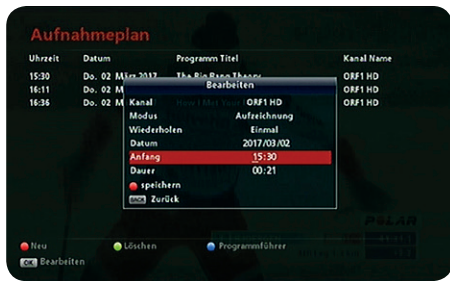 Aufnahmeplan
Uhrzeit Datum Programm Titel Kanal Name
15:30 Do. 02 März 2017 The Big Bang Theory ORF1 HD
16:11 Do. 02 M ORF1 HD
16:36 Do. 02 M How I Met Your ORF1 HD
Bearbeiten
Kanal ORF1 HD
Modus Aufzeichnung
Wiederholen Einmal
Datum 2017/03/02
Anfang 15:30
Dauer 00:21
speichern
BACK Zurück
POLAR
Neu Löschen Programmführer
OK Bearbeiten